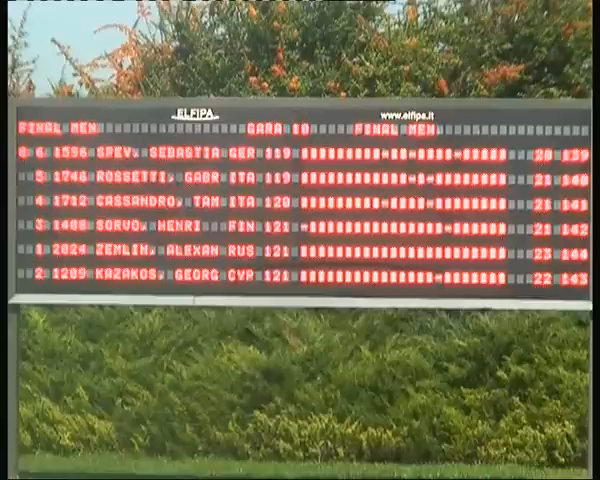 ELFIPA www.elfipa.it
FINAL MEN GARA 10 FINAL MEN
6 1596 SPEV. SEBASTIA GER 119 20 139
5 1746 ROSSETTI, GABR ITA 119 21 140
4 1712 CASSANDRO, TAM ITA 120 21 141
3 1408 SORVO, HENRI FIN 121 21 142
1 2024 ZEMLIN, ALEXAN RUS 121 23 144
2 1209 KAZAKOS, GEORG CYP 121 22 143